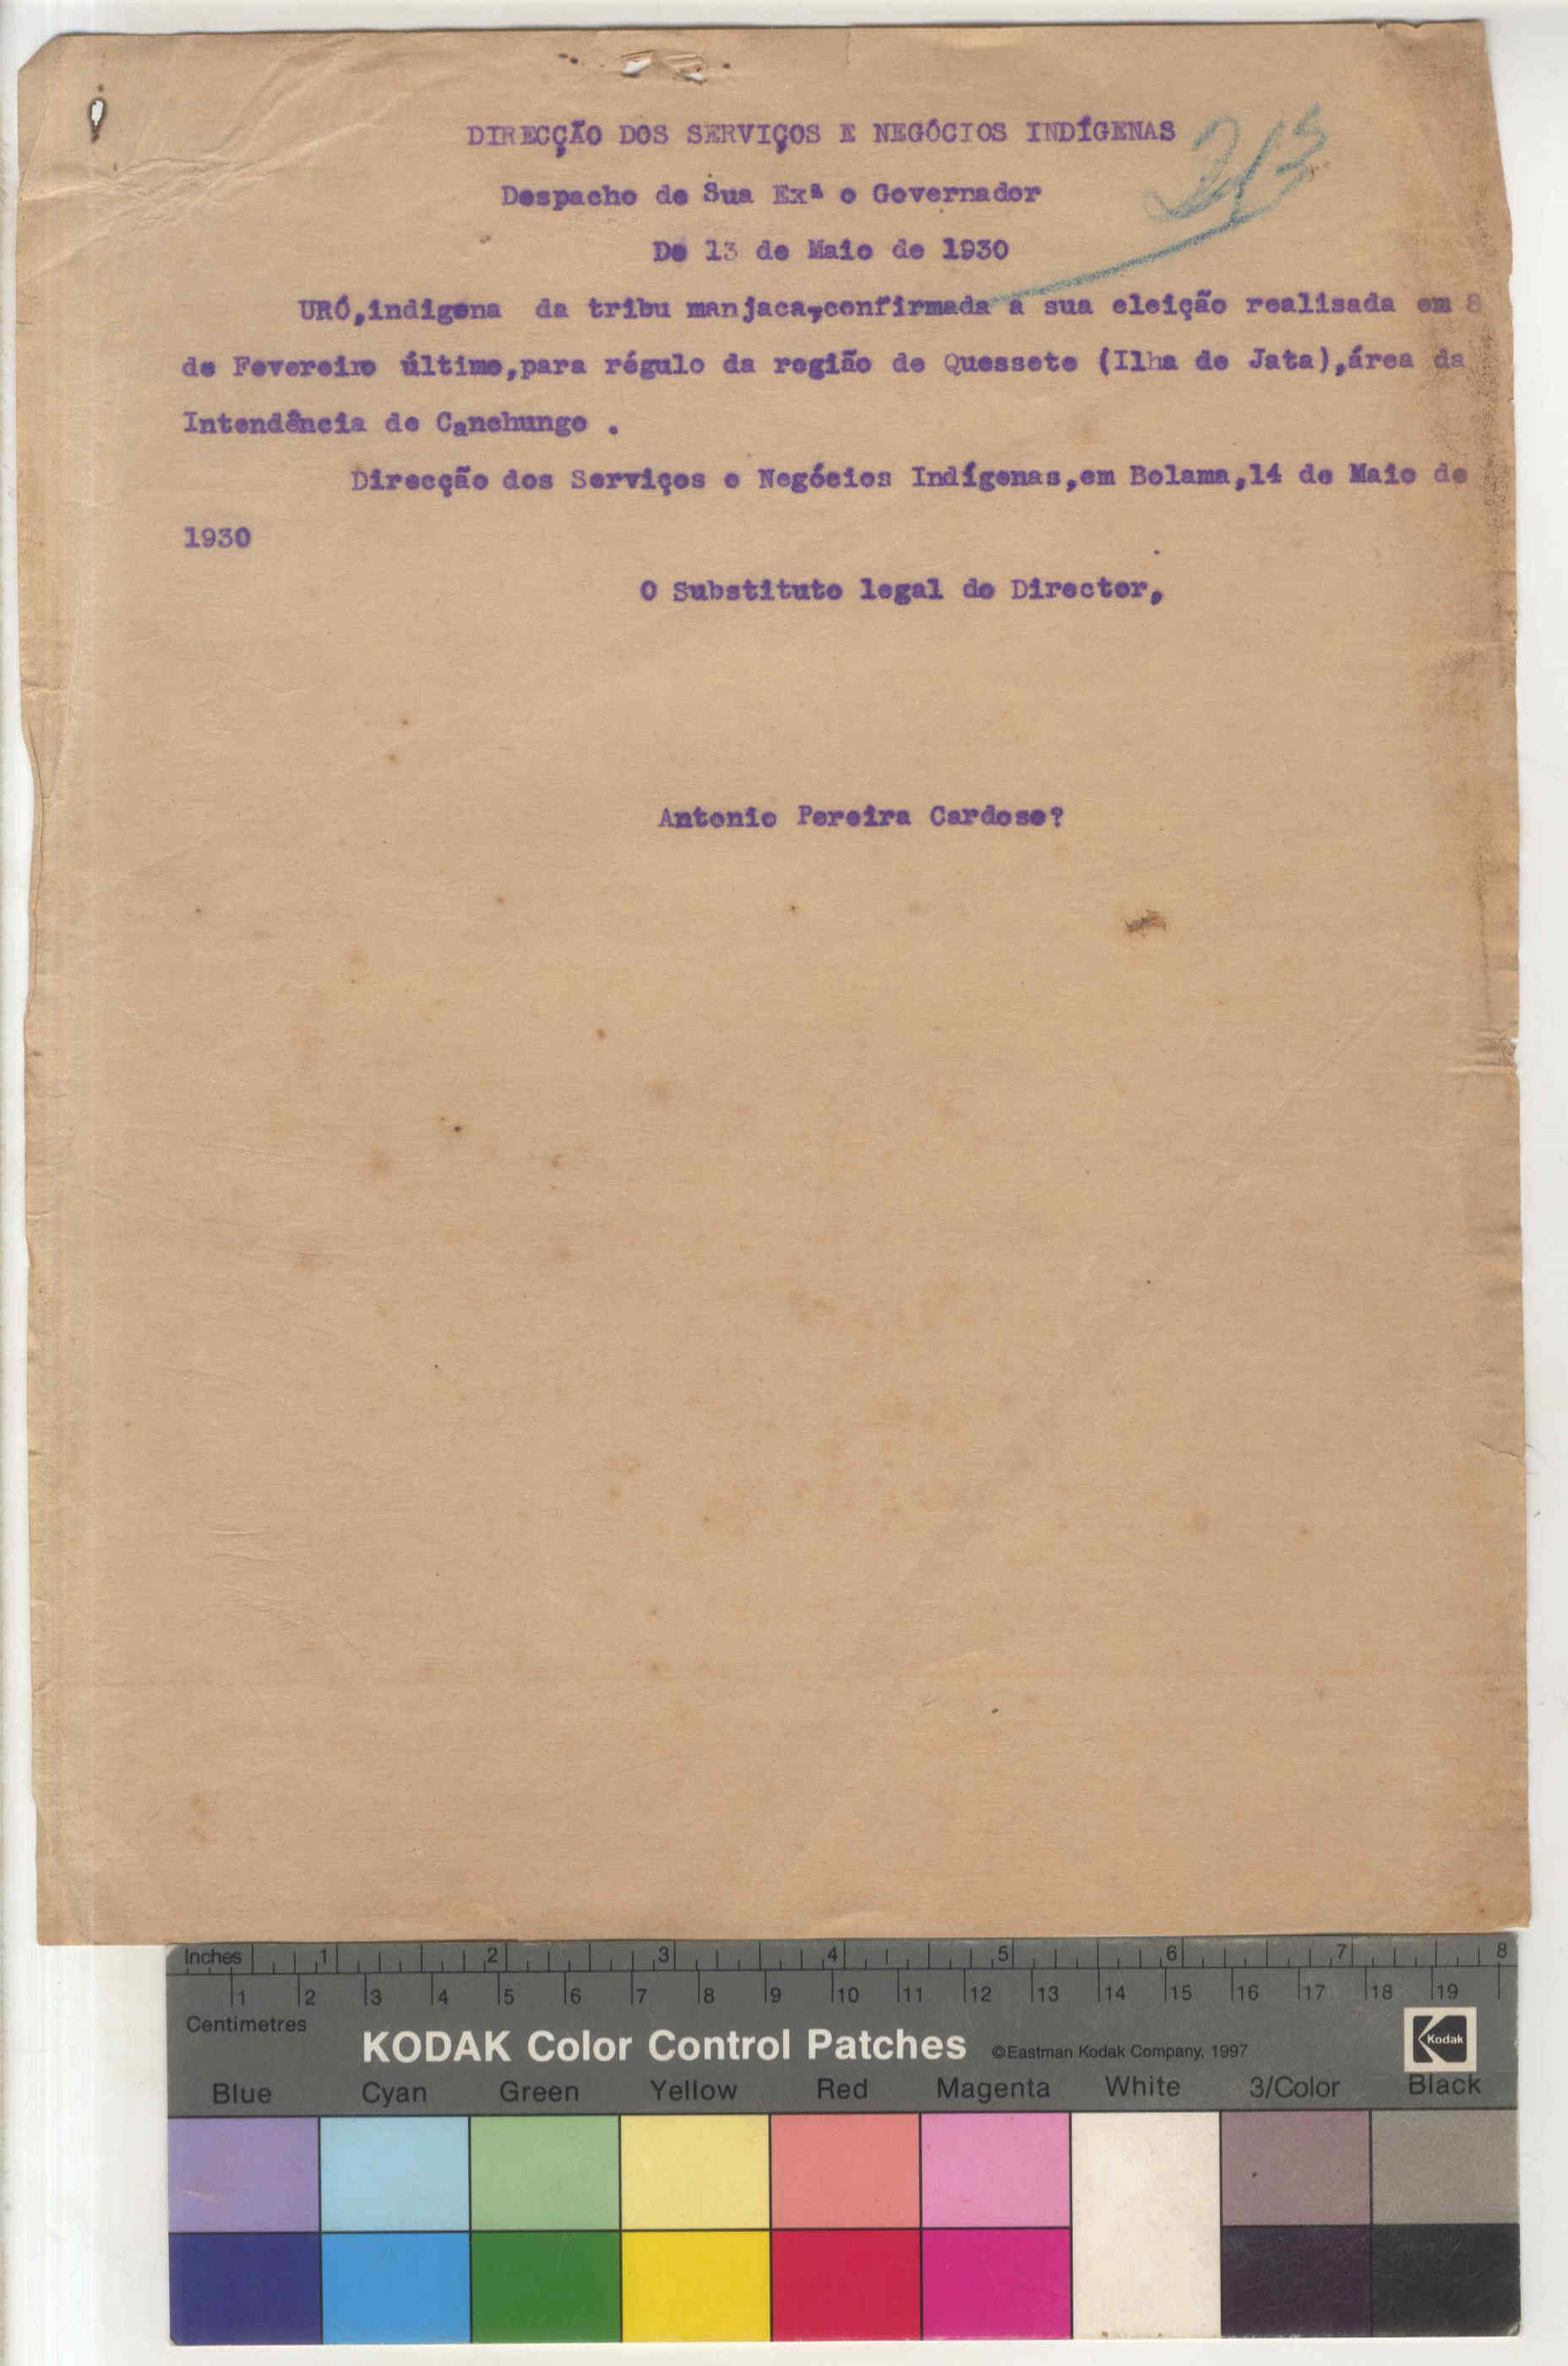 DIRECÇÃO DOS SERVIÇOS E NEGÓCIOS INDÍGENAS
213
Despacho de Sua Exª o Governador
De 13 de Maio de 1930
URÓ,indigena da tribu manjaca,confirmada a sua eleição realisada em 8
de Fevereiro último,para régulo da região de Quessete (Ilha de Jata),área da
Intendância de Canchungo .
Direcção dos Serviços e Negócios Indígenas,em Bolama,14 de Maio de
1930
O Substituto legal do Director,
Antonio Pereira Cardoso?
Inches 1 2 3 4 5 6 7 8
1 2 3 4 5 6 7 8 9 10 11 12 13 14 15 16 17 18 19
Centimetres
KODAK Color Control Patches ©Eastman Kodak Company, 1997 Kodak
Blue Cyan Green Yellow Red Magenta White 3/Color Black